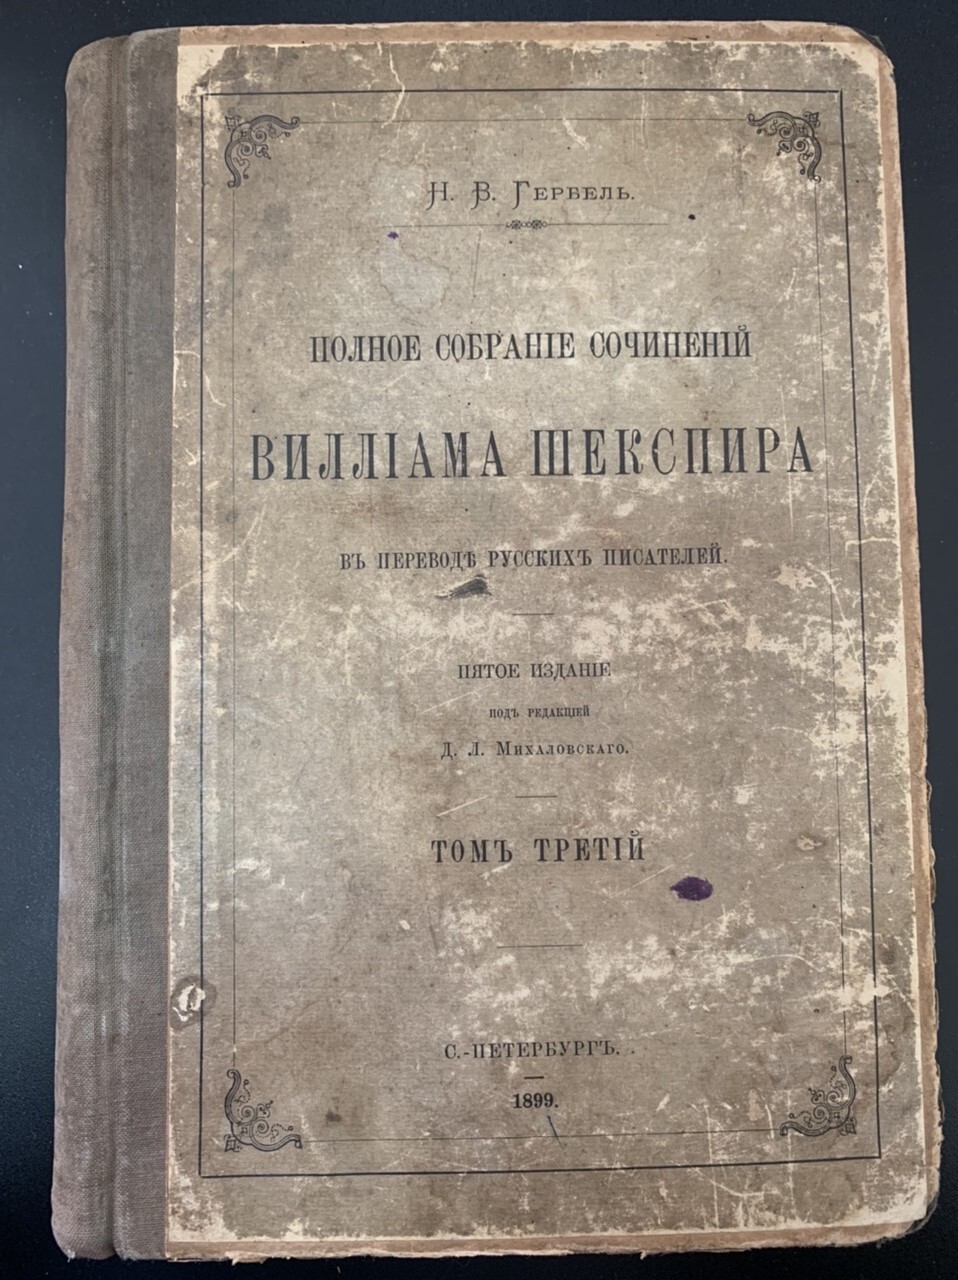 Н. В. Гербель.
ПОЛНОЕ СОБРАНІЕ СОЧИНЕНІЙ
ВИЛЛІАМА ШЕКСПИРА
ВЪ ПЕРЕВОДѢ РУССКИХЪ ПИСАТЕЛЕЙ.
ПЯТОЕ ИЗДАНІЕ
ПОДЪ РЕДАКЦІЕЙ
Д. Л. Михаловскаго.
ТОМЪ ТРЕТІЙ
С.-ПЕТЕРБУРГЪ.
1899.